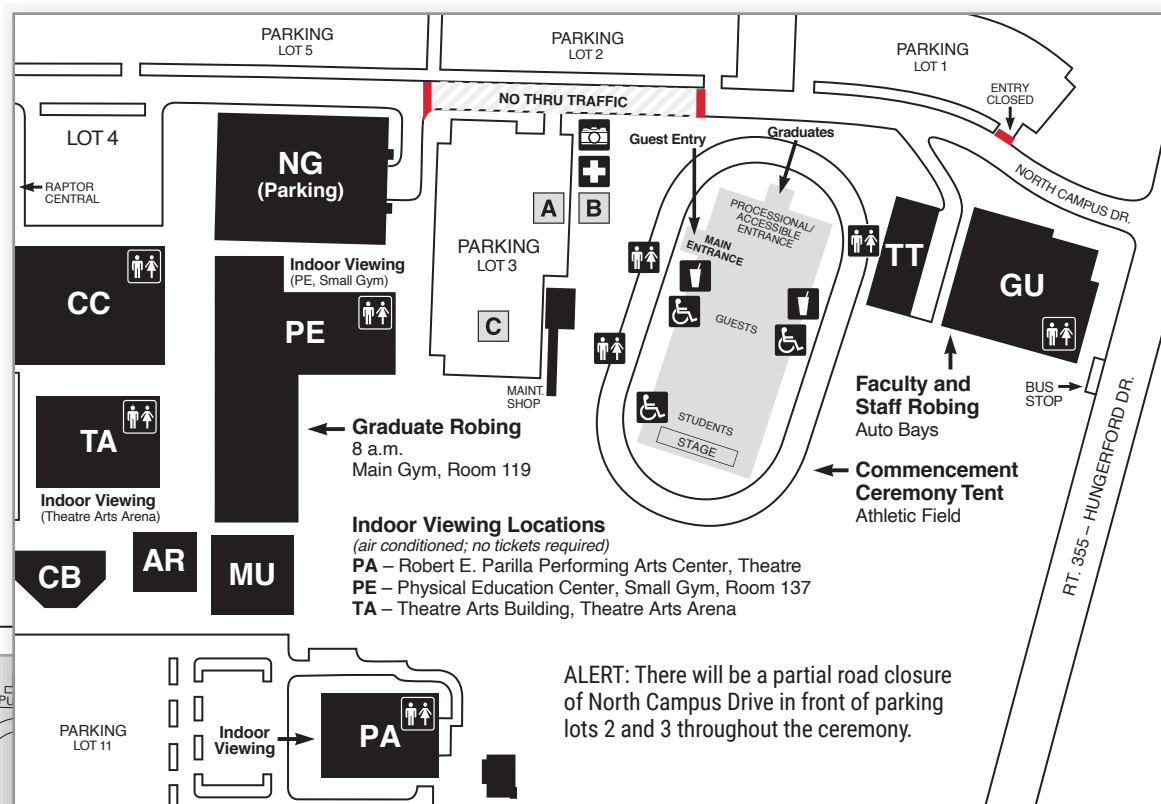 PARKING
LOT 5
PARKING
LOT 2
PARKING
LOT 1
ENTRY
CLOSED
NO THRU TRAFFIC
LOT 4
RAPTOR
CENTRAL
NG
(Parking)
Guest Entry
Graduates
NORTH CAMPUS DR.
A
B
PARKING
LOT 3
C
PROCESSIONAL/
ACCESSIBLE
ENTRANCE
MAIN
ENTRANCE
GUESTS
STUDENTS
STAGE
TT
GU
CC
Indoor Viewing
(PE, Small Gym)
PE
MAINT.
SHOP
Faculty and
Staff Robing
Auto Bays
BUS
STOP
RT. 355 – HUNGERFORD DR.
TA
Indoor Viewing
(Theatre Arts Arena)
Graduate Robing
8 a.m.
Main Gym, Room 119
Commencement
Ceremony Tent
Athletic Field
CB
AR
MU
Indoor Viewing Locations
(air conditioned; no tickets required)
PA – Robert E. Parilla Performing Arts Center, Theatre
PE – Physical Education Center, Small Gym, Room 137
TA – Theatre Arts Building, Theatre Arts Arena
ALERT: There will be a partial road closure
of North Campus Drive in front of parking
lots 2 and 3 throughout the ceremony.
PARKING
LOT 11
Indoor
Viewing
PA